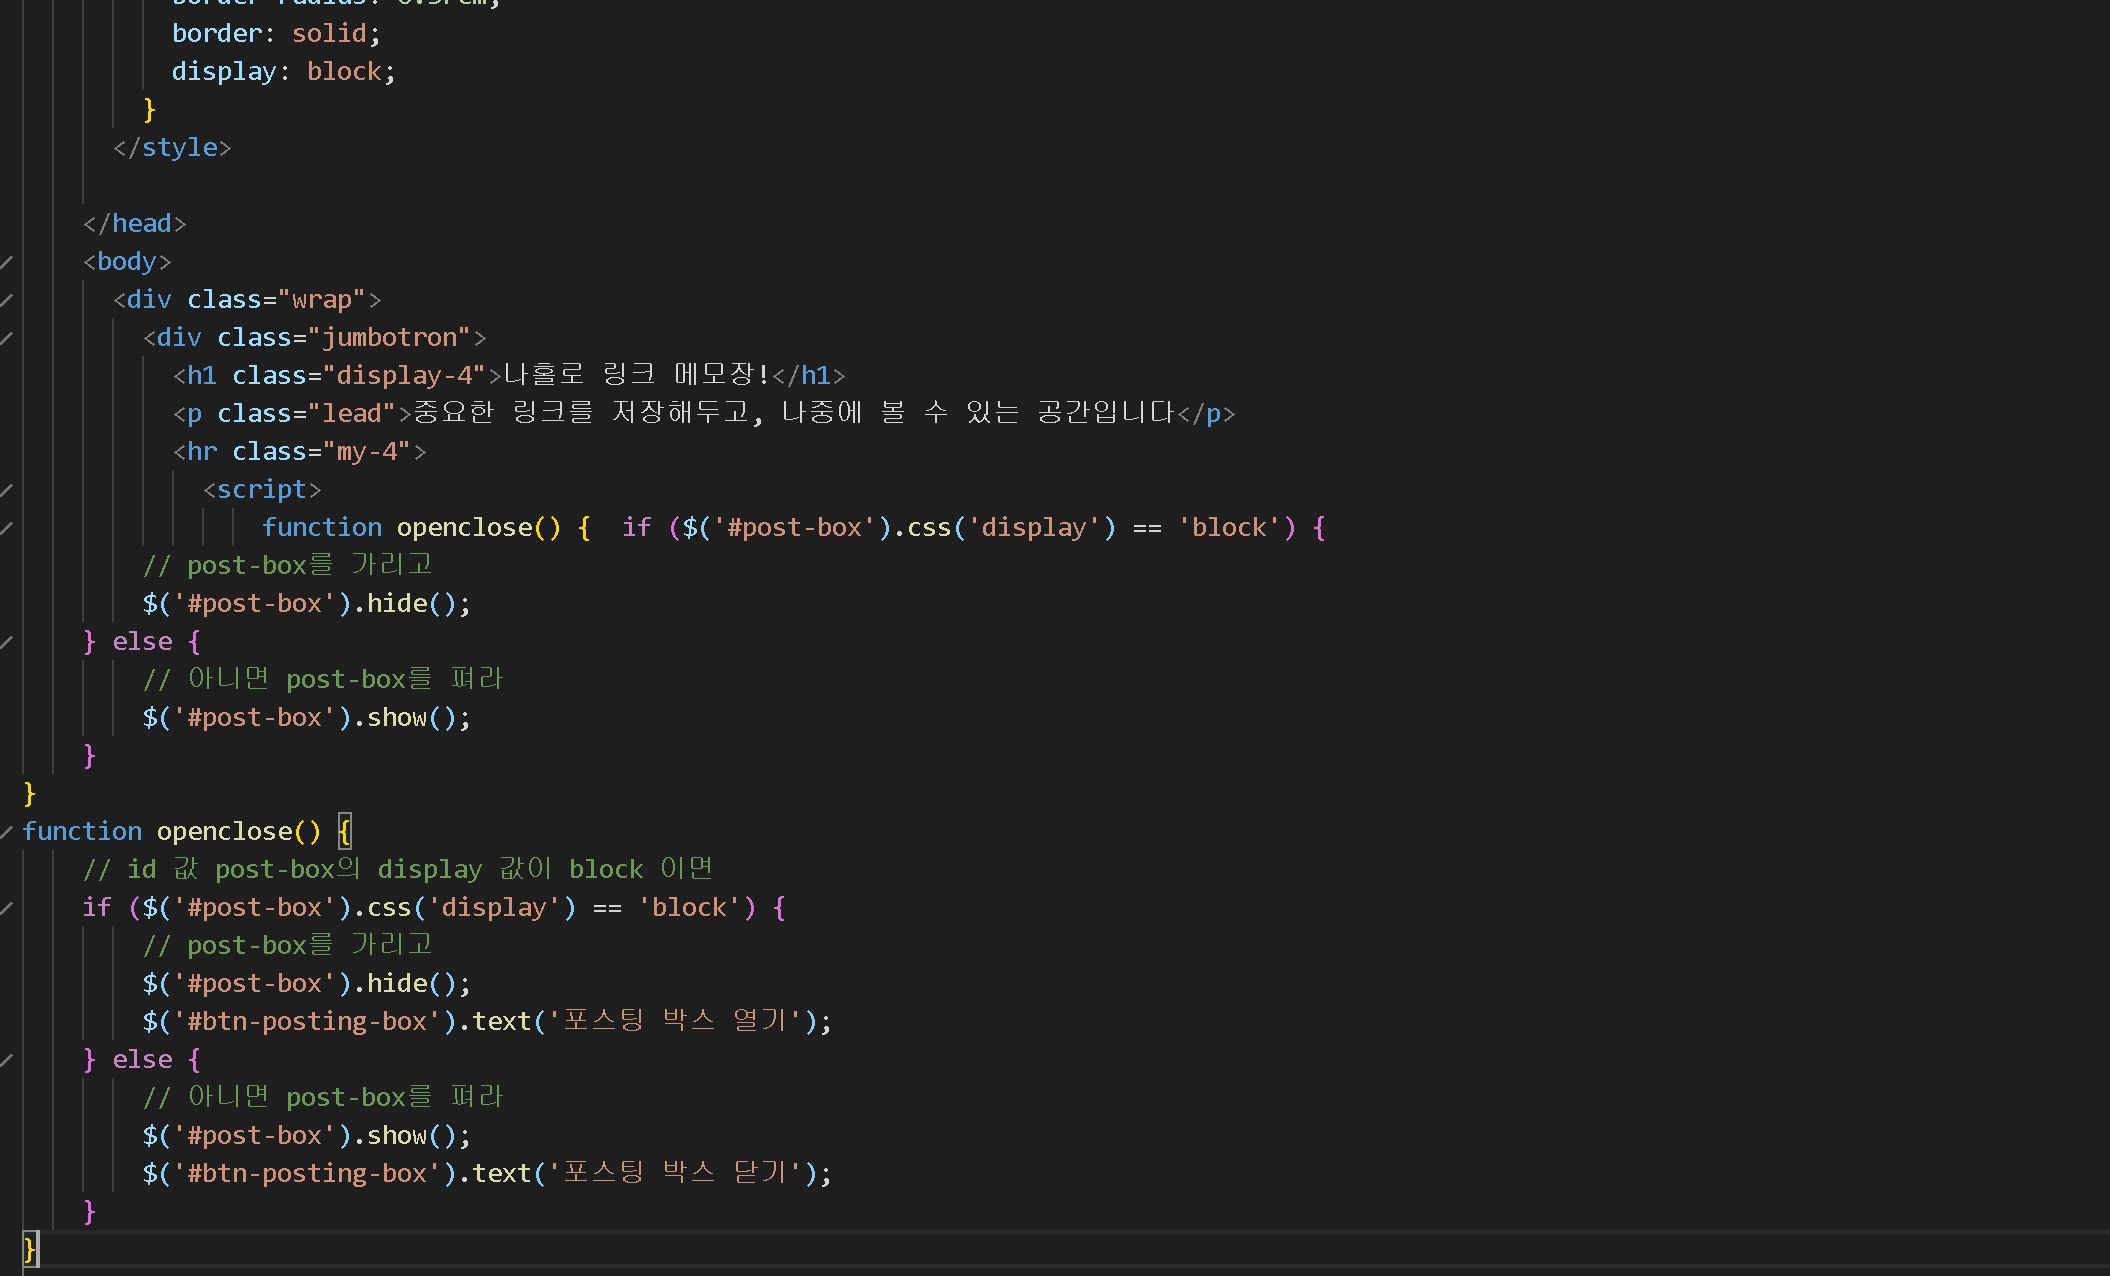 border: solid;
display: block;
}
</style>
</head>
<body>
<div class="wrap">
<div class="jumbotron">
<h1 class="display-4">나홀로 링크 메모장!</h1>
<p class="lead">중요한 링크를 저장해두고, 나중에 볼 수 있는 공간입니다</p>
<hr class="my-4">
<script>
function openclose() {  if ($('#post-box').css('display') == 'block') {
// post-box를 가리고
$('#post-box').hide();
} else {
// 아니면 post-box를 펴라
$('#post-box').show();
}
}
function openclose() {
// id 값 post-box의 display 값이 block 이면
if ($('#post-box').css('display') == 'block') {
// post-box를 가리고
$('#post-box').hide();
$('#btn-posting-box').text('포스팅 박스 열기');
} else {
// 아니면 post-box를 펴라
$('#post-box').show();
$('#btn-posting-box').text('포스팅 박스 닫기');
}
}